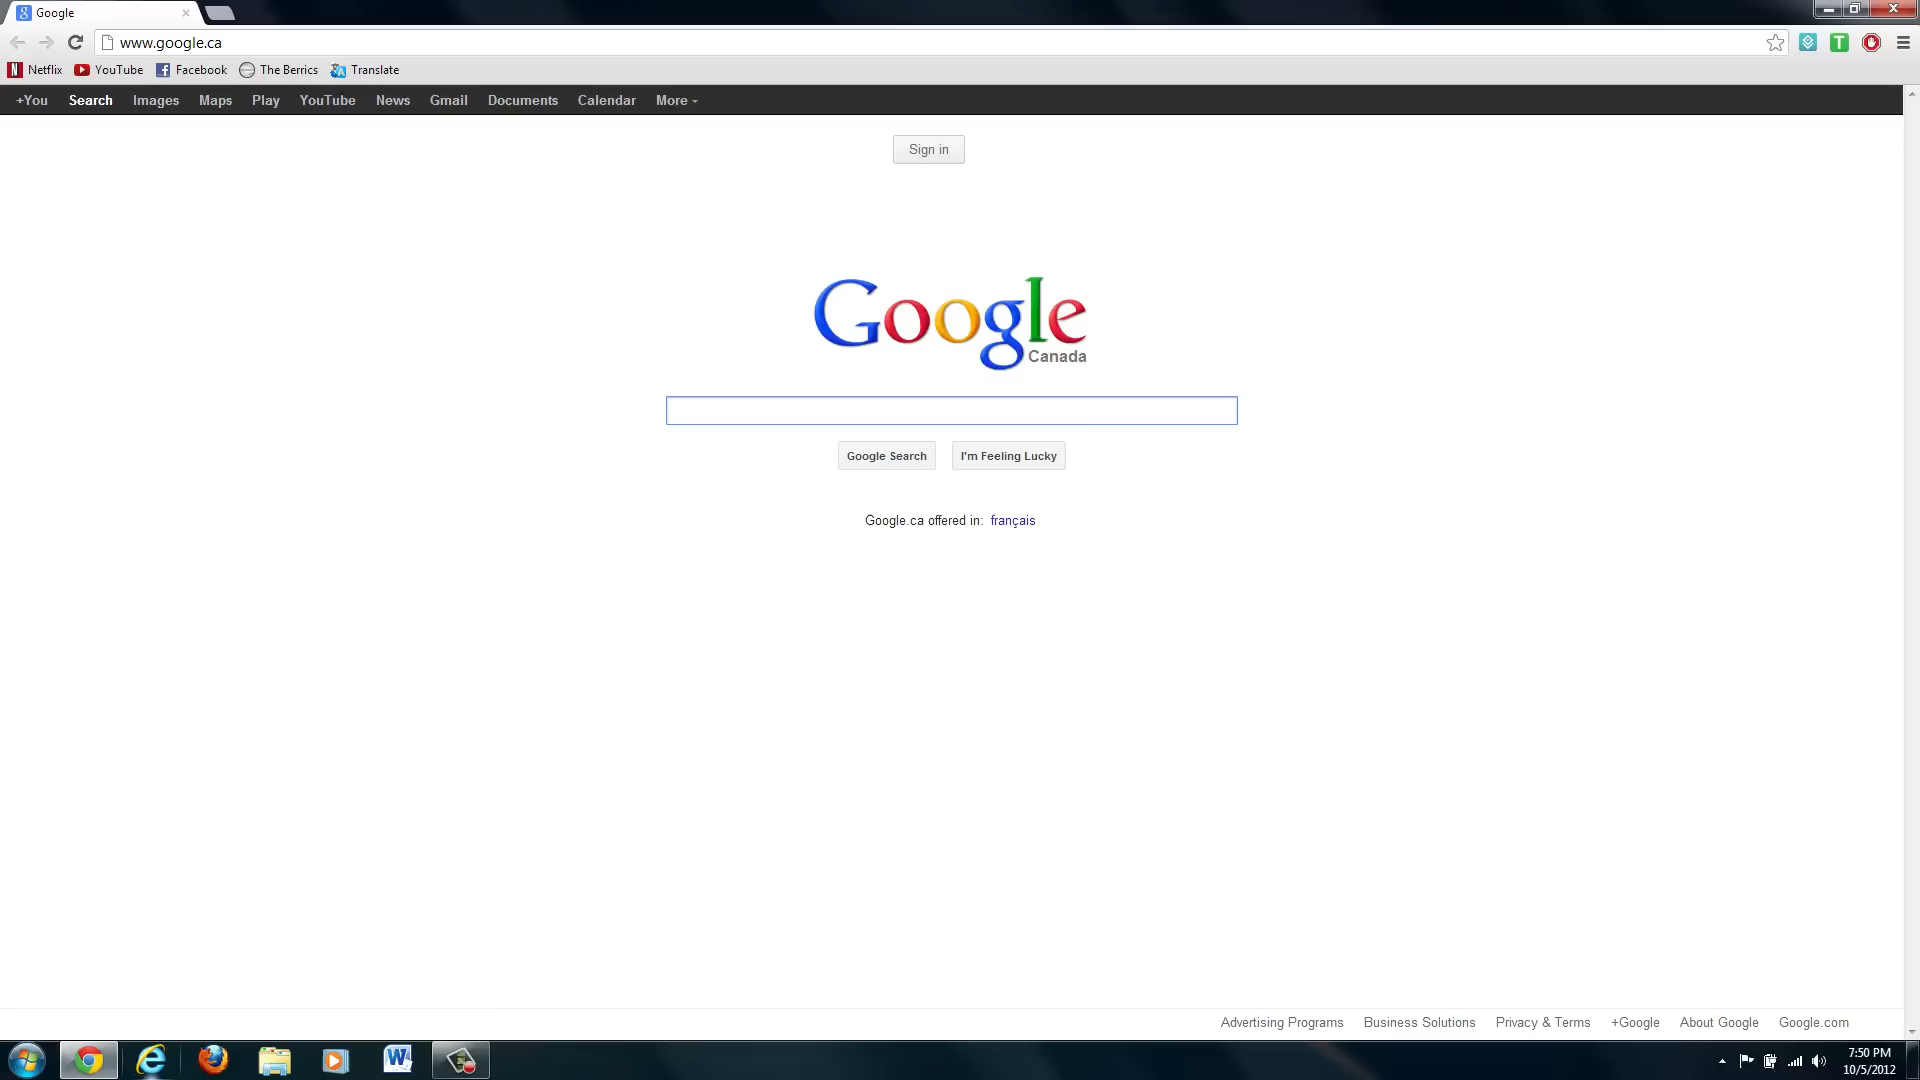 Google
www.google.ca
Netflix YouTube Facebook The Berrics Translate
+You Search Images Maps Play YouTube News Gmail Documents Calendar More
Sign in
Google
Canada
Google Search I'm Feeling Lucky
Google.ca offered in: français
Advertising Programs Business Solutions Privacy & Terms +Google About Google Google.com
7:50 PM
10/5/2012